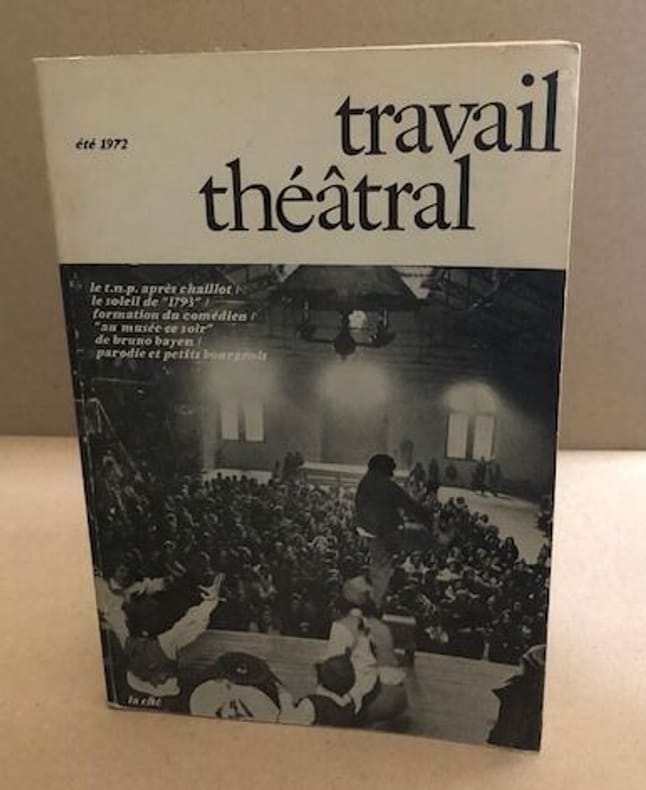 été 1972
travail
théâtral
le t.n.p. après chaillot /
le soleil de "1793" /
formation du comédien /
"au musée ce soir"
de bruno bayen /
parodie et petits bourgeois
la cité